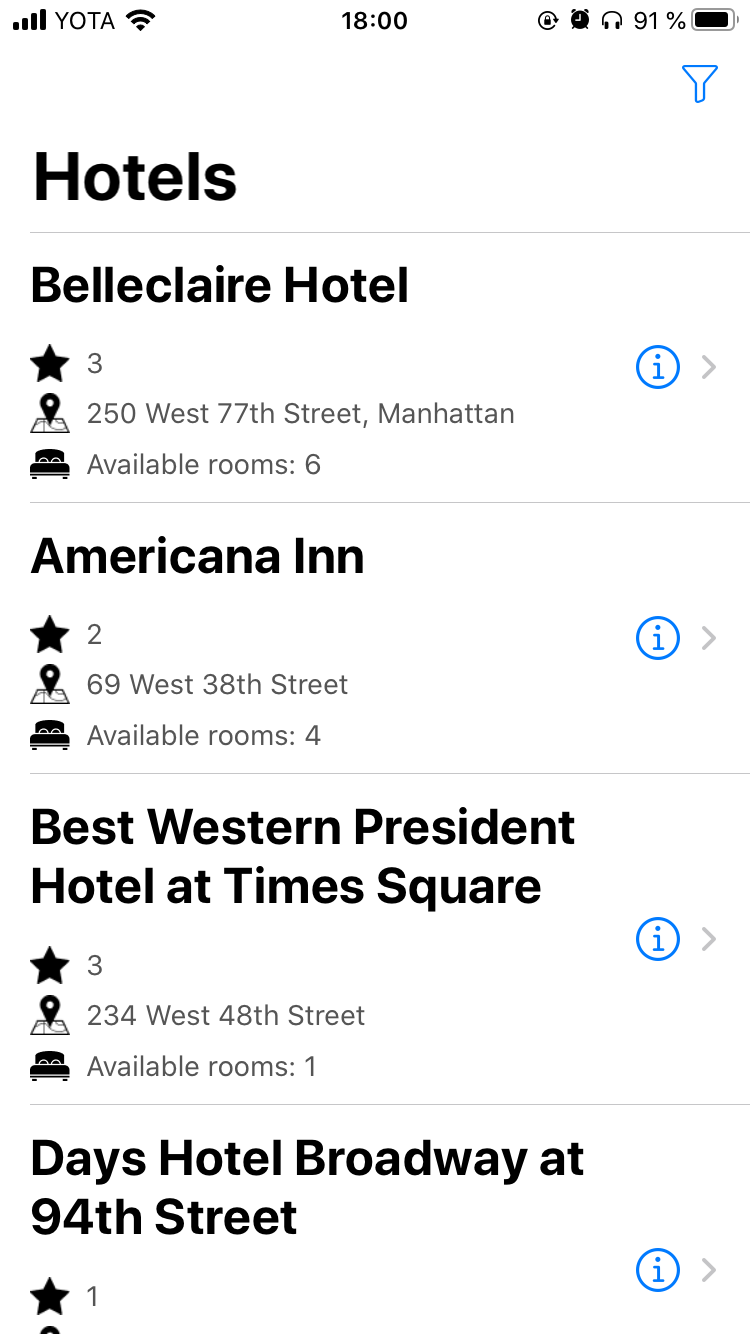 YOTA 18:00 91 %
Hotels
Belleclaire Hotel
3
250 West 77th Street, Manhattan
Available rooms: 6
Americana Inn
2
69 West 38th Street
Available rooms: 4
Best Western President
Hotel at Times Square
3
234 West 48th Street
Available rooms: 1
Days Hotel Broadway at
94th Street
1